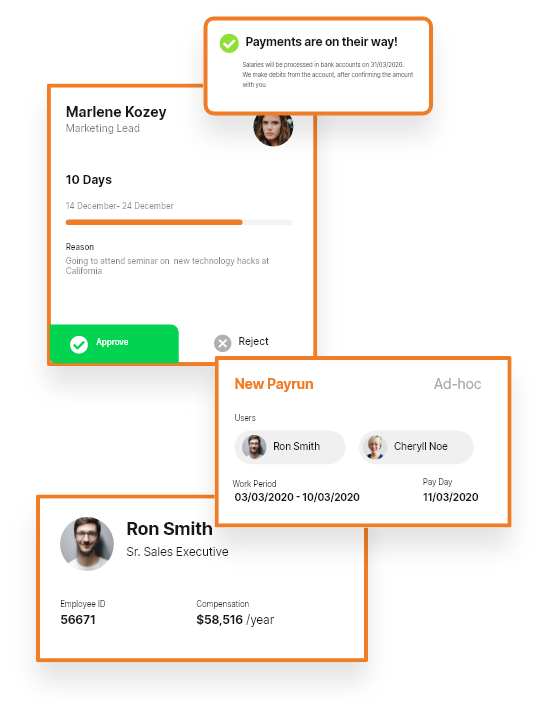 Payments are on their way!
Salaries will be processed in bank accounts on 31/03/2020.
We make debits from the account, after confirming the amount
with you
Marlene Kozey
Marketing Lead
10 Days
14 December- 24 December
Reason
Going to attend seminar on new technology hacks at
California
Approve
Reject
New Payrun
Ad-hoc
Users
Ron Smith
Cheryll Noe
Work Period
Pay Day
03/03/2020 - 10/03/2020
11/03/2020
Ron Smith
Sr. Sales Executive
Employee ID
Compensation
56671
$58,516 /year